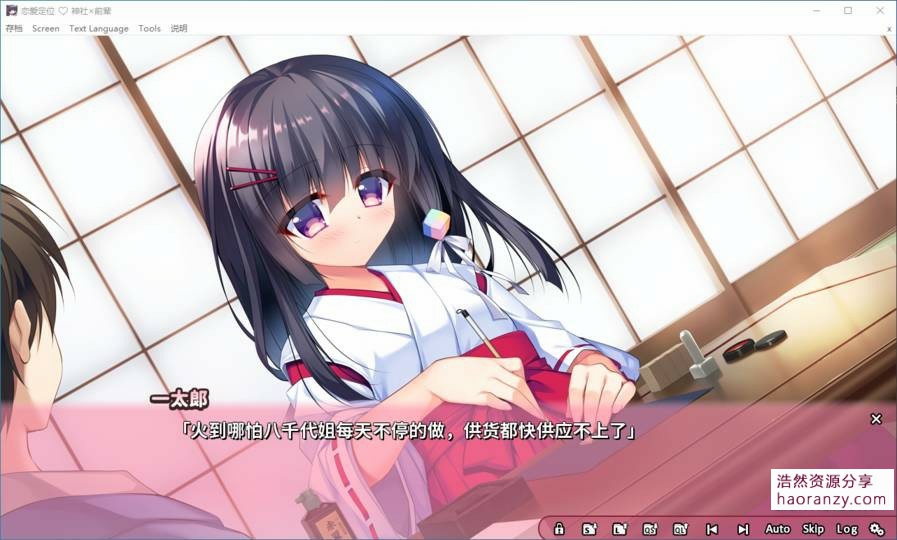 恋爱定位♡神社×前辈
存档 Screen Text Language Tools 说明 x
一太郎
「火到哪怕八千代姐每天不停的做，供货都快供应不上了」
浩然资源分享
haoranzy.com
S L QS QL Auto Skip Log